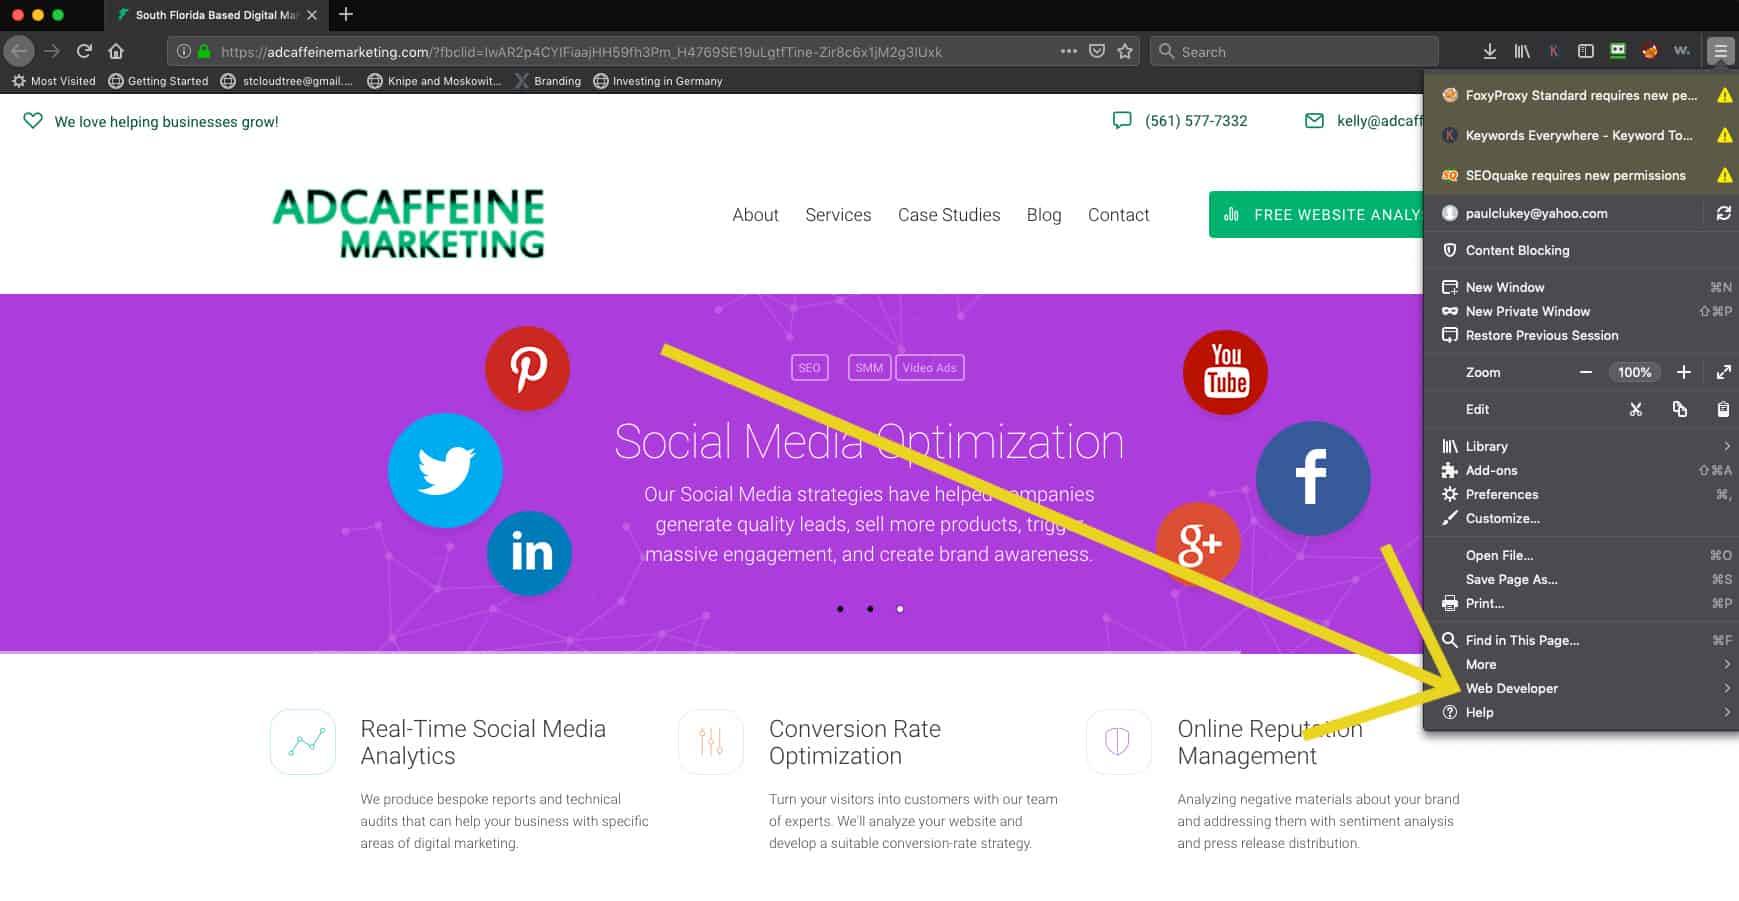 South Florida Based Digital Mar
https://adcaffeinemarketing.com/?fbclid=IwAR2p4CYIFiaajHH59fh3Pm_H4769SE19uLgtfTine-Zir8c6x1jM2g3IUxk
Search
Most Visited
Getting Started
stcloudtree@gmail....
Knipe and Moskowit...
Branding
Investing in Germany
We love helping businesses grow!
(561) 577-7332
kelly@adcaff
ADCAFFEINE
MARKETING
About
Services
Case Studies
Blog
Contact
FREE WEBSITE ANALY
SEO
SMM
Video Ads
You
Tube
in
f
g+
Social Media Optimization
Our Social Media strategies have helped companies
generate quality leads, sell more products, trigger
massive engagement, and create brand awareness.
Real-Time Social Media
Analytics
We produce bespoke reports and technical
audits that can help your business with specific
areas of digital marketing.
Conversion Rate
Optimization
Turn your visitors into customers with our team
of experts. We'll analyze your website and
develop a suitable conversion-rate strategy.
Online Reputation
Management
Analyzing negative materials about your brand
and addressing them with sentiment analysis
and press release distribution.
FoxyProxy Standard requires new pe...
K Keywords Everywhere - Keyword To...
SQ SEOquake requires new permissions
paulclukey@yahoo.com
Content Blocking
New Window ⌘N
New Private Window ⇧⌘P
Restore Previous Session
Zoom − 100% +
Edit
Library
Add-ons ⇧⌘A
Preferences ⌘,
Customize...
Open File... ⌘O
Save Page As... ⌘S
Print... ⌘P
Find in This Page... ⌘F
More
Web Developer
Help